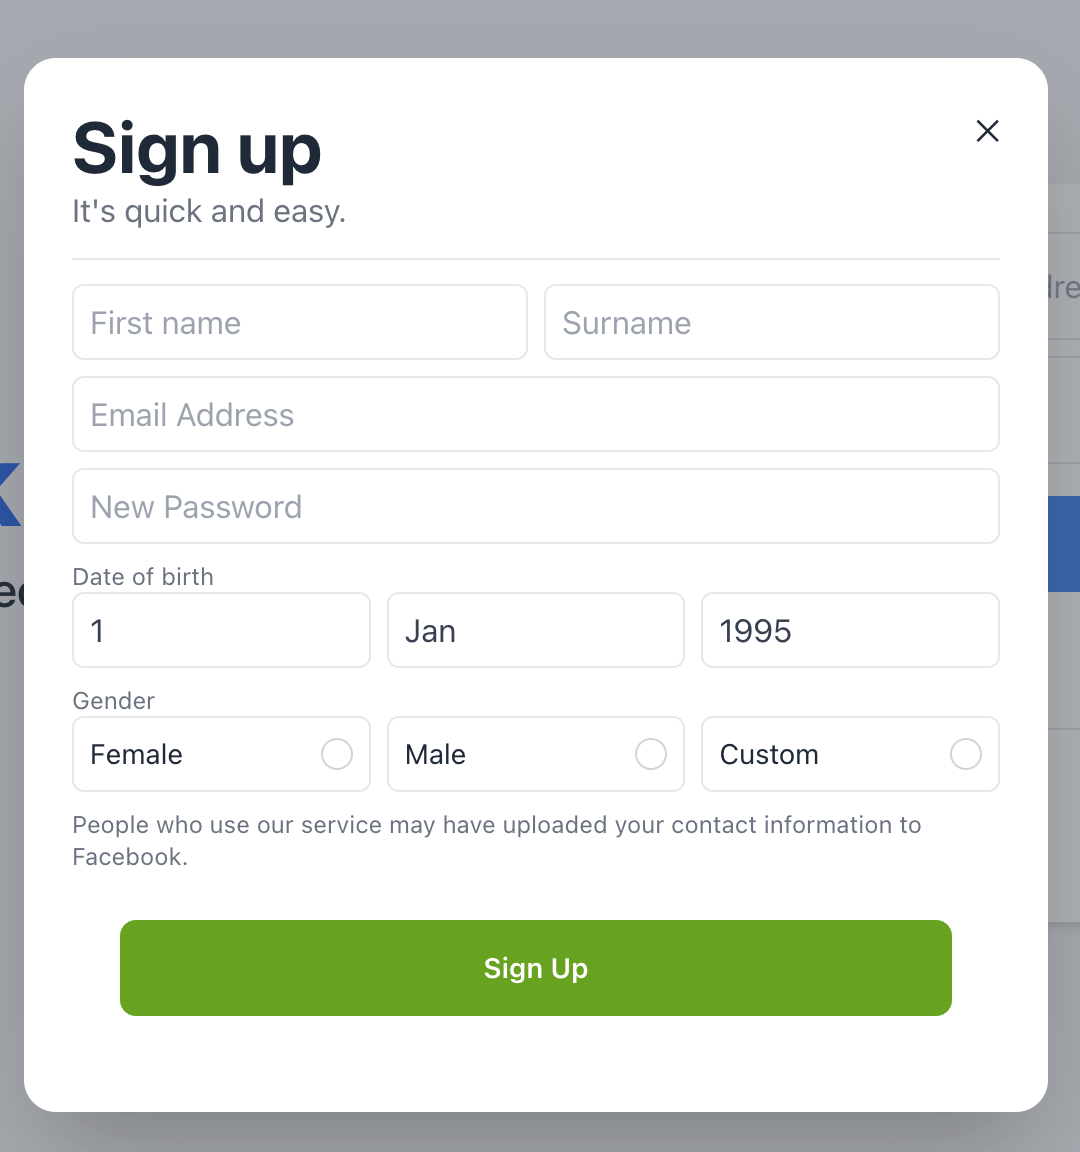 Sign up
It's quick and easy.
First name Surname
Email Address
New Password
Date of birth
1 Jan 1995
Gender
Female Male Custom
People who use our service may have uploaded your contact information to
Facebook.
Sign Up